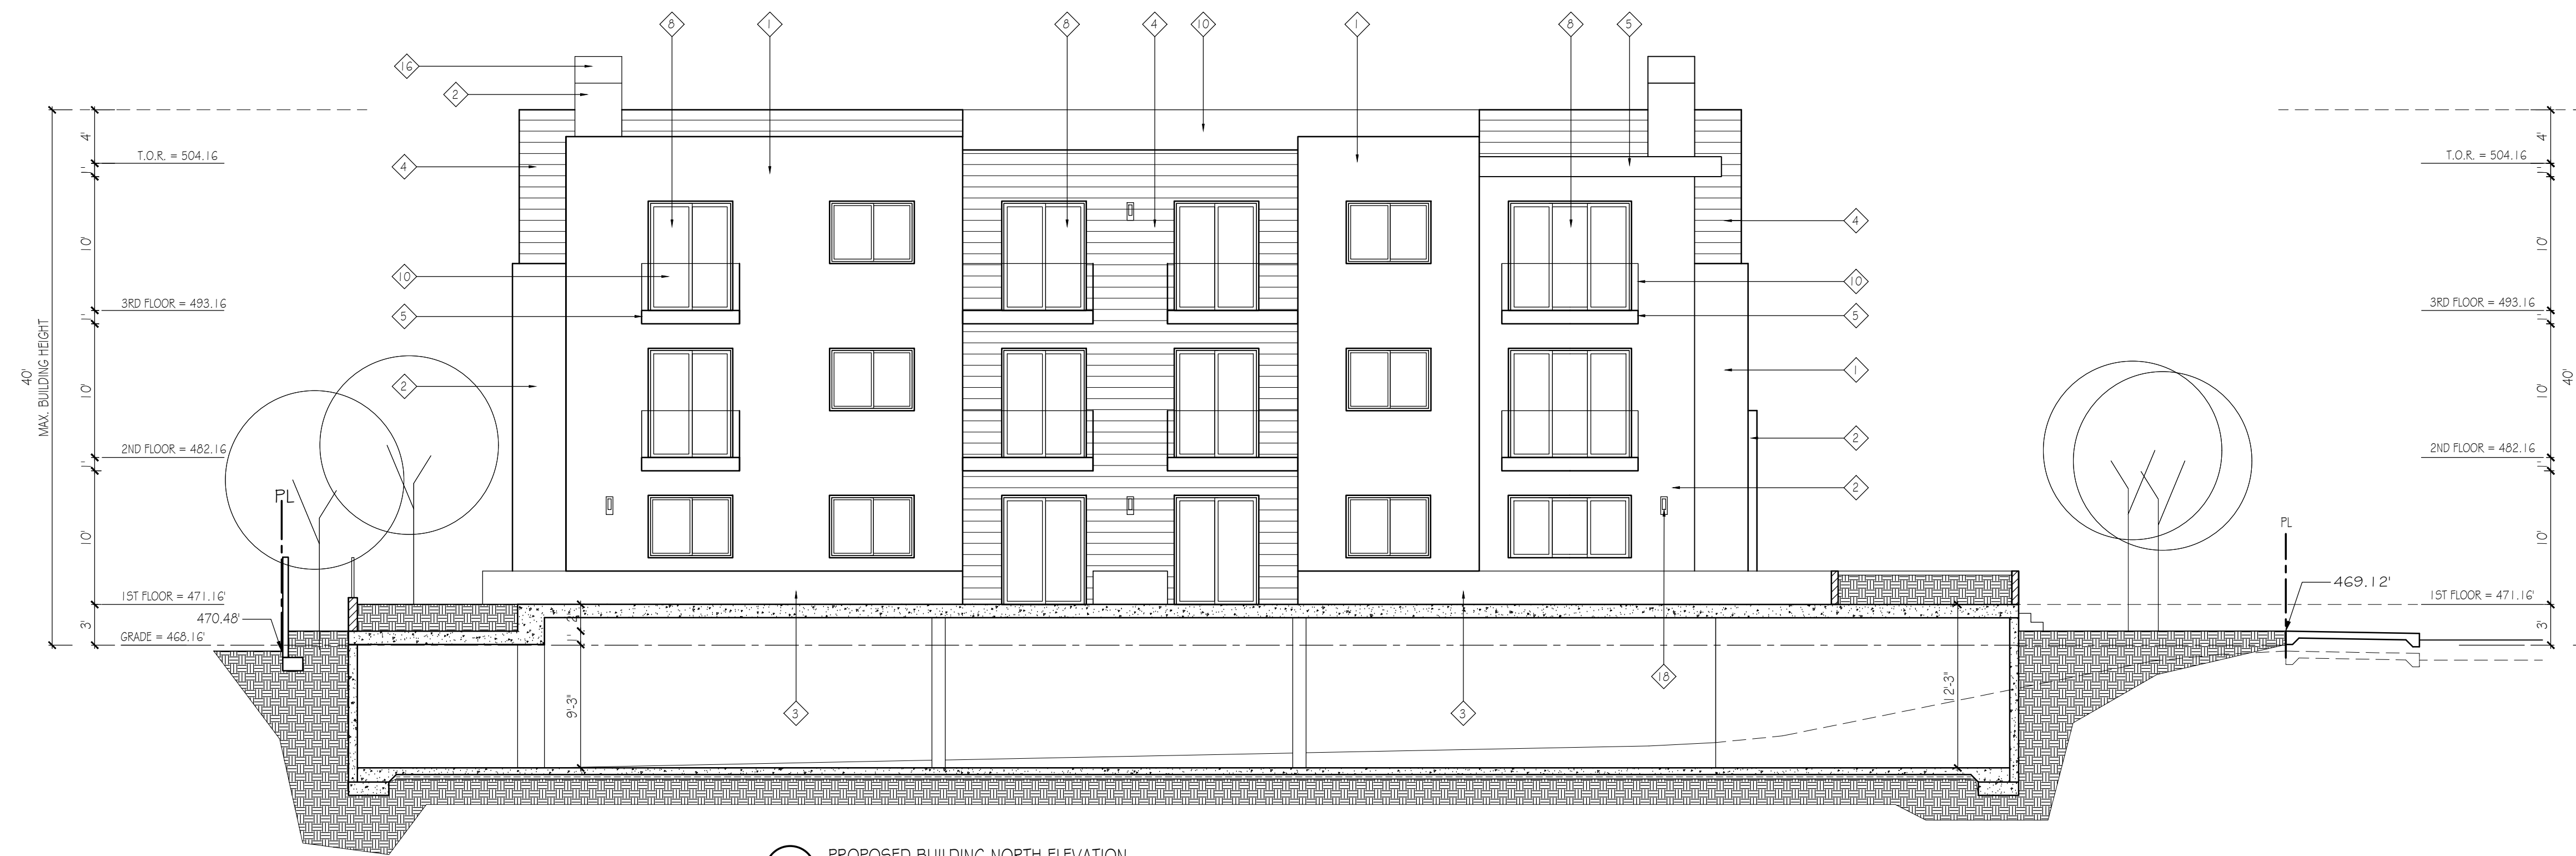 8 1 8 4 10 1 8 5
16
2
4' 4'
T.O.R. = 504.16 T.O.R. = 504.16
1' 4 1'
10' 4 10'
10 10
3RD FLOOR = 493.16 3RD FLOOR = 493.16
1' 5 5 1'
40'
MAX. BUILDING HEIGHT
40'
10' 2 1 10'
2
2ND FLOOR = 482.16 2ND FLOOR = 482.16
1' 1'
PL 2
PL
10' 10'
469.12'
1ST FLOOR = 471.16' 1ST FLOOR = 471.16'
470.48'
3' 2' 3'
GRADE = 468.16' 1'
18
9'-3" 3 3 12'-3"
PROPOSED BUILDING NORTH ELEVATION